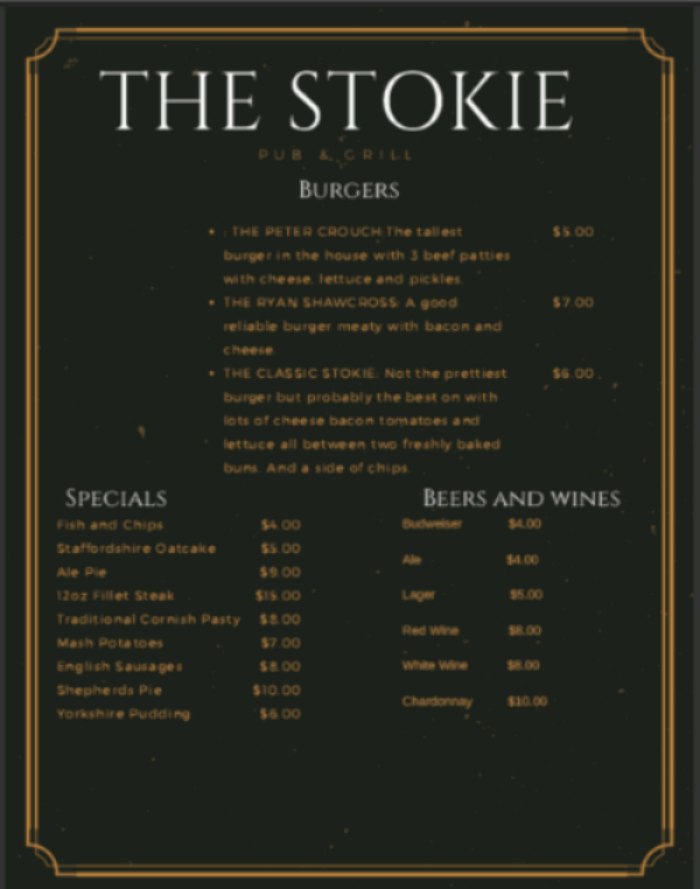 THE STOKIE
PUB & GRILL
BURGERS
• : THE PETER CROUCH:The tallest $5.00
burger in the house with 3 beef patties
with cheese, lettuce and pickles.
• THE RYAN SHAWCROSS: A good $7.00
reliable burger meaty with bacon and
cheese.
• THE CLASSIC STOKIE: Not the prettiest $6.00
burger but probably the best on with
lots of cheese bacon tomatoes and
lettuce all between two freshly baked
buns. And a side of chips.
SPECIALS
Fish and Chips $4.00
Staffordshire Oatcake $5.00
Ale Pie $9.00
12oz Fillet Steak $15.00
Traditional Cornish Pasty $8.00
Mash Potatoes $7.00
English Sausages $8.00
Shepherds Pie $10.00
Yorkshire Pudding $6.00
BEERS AND WINES
Budweiser $4.00
Ale $4.00
Lager $5.00
Red Wine $8.00
White Wine $8.00
Chardonnay $10.00